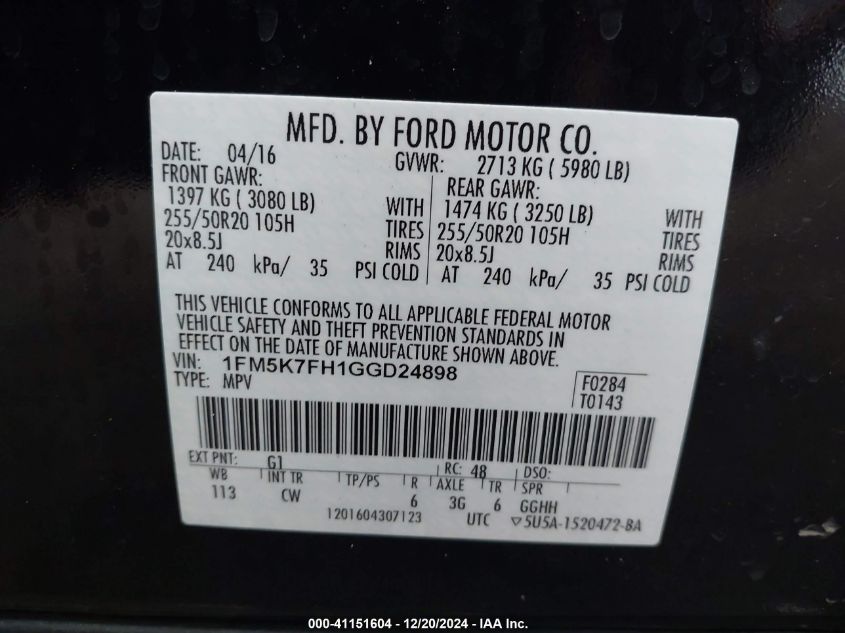 MFD. BY FORD MOTOR CO.
DATE: 04/16 GVWR: 2713 KG ( 5980 LB)
FRONT GAWR: REAR GAWR:
1397 KG ( 3080 LB) WITH 1474 KG ( 3250 LB) WITH
255/50R20 105H TIRES 255/50R20 105H TIRES
20x8.5J RIMS 20x8.5J RIMS
AT 240 kPa/ 35 PSI COLD AT 240 kPa/ 35 PSI COLD
THIS VEHICLE CONFORMS TO ALL APPLICABLE FEDERAL MOTOR
VEHICLE SAFETY AND THEFT PREVENTION STANDARDS IN
EFFECT ON THE DATE OF MANUFACTURE SHOWN ABOVE.
VIN: 1FM5K7FH1GGD24898
TYPE: MPV F0284
T0143
EXT PNT: G1 RC: 48 DSO:
WB INT TR TP/PS R AXLE TR SPR
113 CW 6 3G 6 GGHH
1201604307123 UTC ▽5U5A-1520472-BA
000-41151604 - 12/20/2024 - IAA Inc.